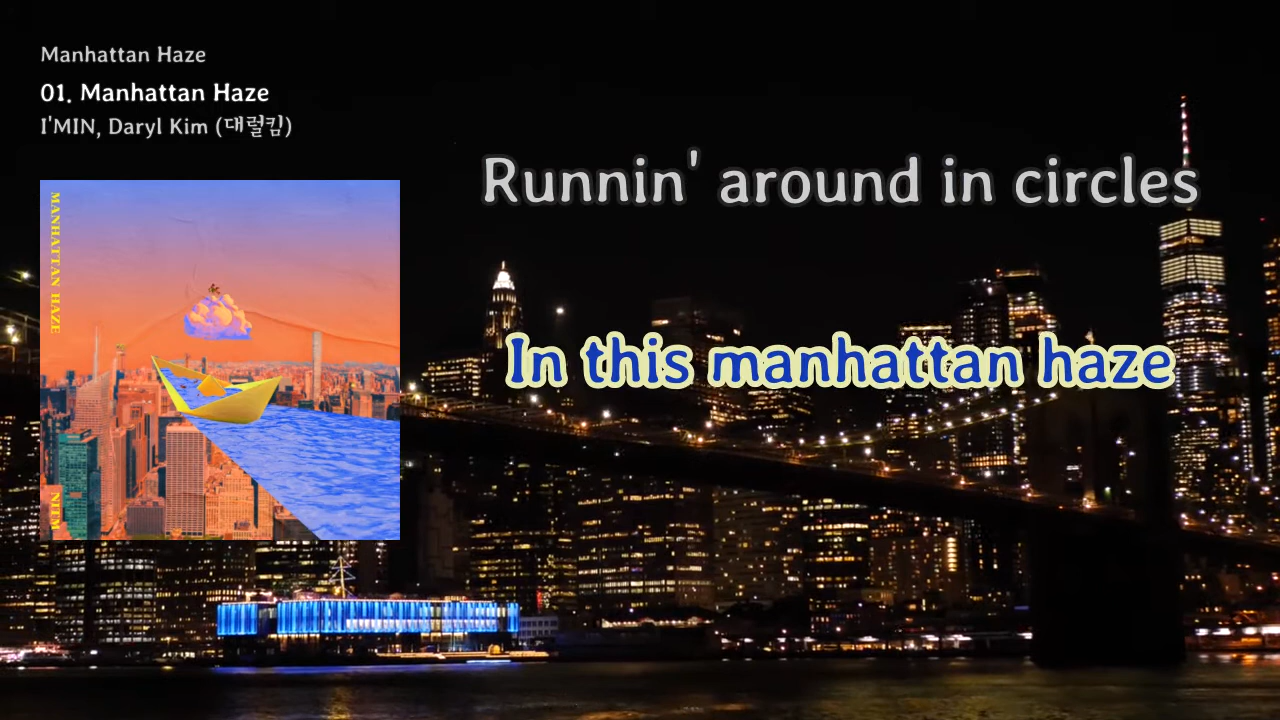 Manhattan Haze
01. Manhattan Haze
I'MIN, Daryl Kim (대럴킴)
MANHATTAN HAZE
Runnin' around in circles
In this manhattan haze